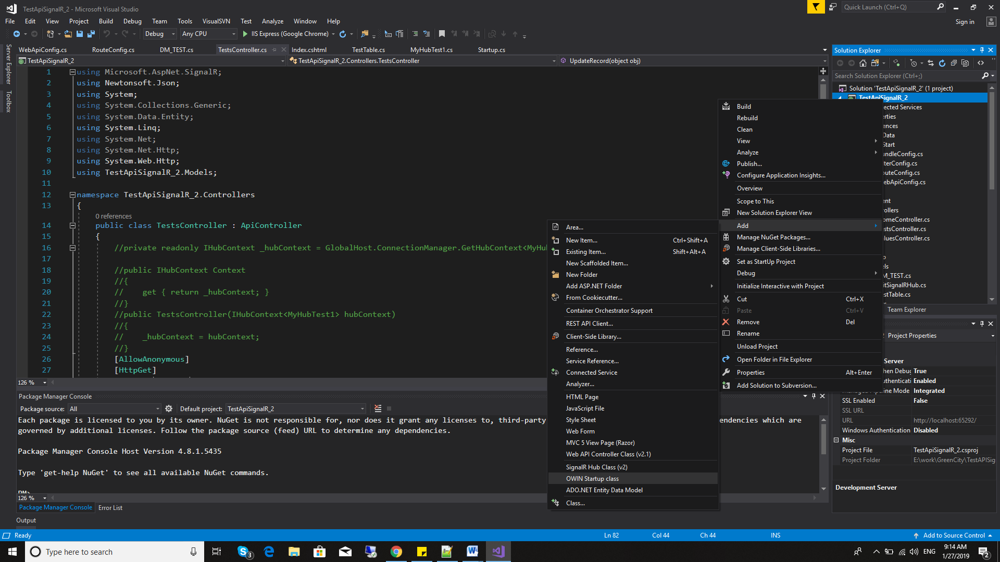 TestApiSignalR_2 - Microsoft Visual Studio
Quick Launch (Ctrl+Q)
File Edit View Project Build Debug Team Tools VisualSVN Test Analyze Window Help
Sign in
Debug Any CPU IIS Express (Google Chrome)
Server Explorer
Toolbox
WebApiConfig.cs RouteConfig.cs DM_TEST.cs TestsController.cs Index.cshtml TestTable.cs MyHubTest1.cs Startup.cs
TestApiSignalR_2 TestApiSignalR_2.Controllers.TestsController UpdateRecord(object obj)
1 using Microsoft.AspNet.SignalR;
2 using Newtonsoft.Json;
3 using System;
4 using System.Collections.Generic;
5 using System.Data.Entity;
6 using System.Linq;
7 using System.Net;
8 using System.Net.Http;
9 using System.Web.Http;
10 using TestApiSignalR_2.Models;
11
12 namespace TestApiSignalR_2.Controllers
13 {
0 references
14 public class TestsController : ApiController
15 {
16 //private readonly IHubContext _hubContext = GlobalHost.ConnectionManager.GetHubContext<MyHu
17
18 //public IHubContext Context
19 //{
20 // get { return _hubContext; }
21 //}
22 //public TestsController(IHubContext<MyHubTest1> hubContext)
23 //{
24 // _hubContext = hubContext;
25 //}
26 [AllowAnonymous]
27 [HttpGet]
126 %
Area...
New Item... Ctrl+Shift+A
Existing Item... Shift+Alt+A
New Scaffolded Item...
New Folder
Add ASP.NET Folder
From Cookiecutter...
Container Orchestrator Support
REST API Client...
Client-Side Library...
Reference...
Service Reference...
Connected Service
Analyzer...
HTML Page
JavaScript File
Style Sheet
Web Form
MVC 5 View Page (Razor)
Web API Controller Class (v2.1)
SignalR Hub Class (v2)
OWIN Startup class
ADO.NET Entity Data Model
Class...
Build
Rebuild
Clean
View
Analyze
Publish...
Configure Application Insights...
Overview
Scope to This
New Solution Explorer View
Add
Manage NuGet Packages...
Manage Client-Side Libraries...
Set as StartUp Project
Debug
Initialize Interactive with Project
Cut Ctrl+X
Paste Ctrl+V
Remove Del
Rename
Unload Project
Open Folder in File Explorer
Properties Alt+Enter
Add Solution to Subversion...
Solution Explorer
Search Solution Explorer (Ctrl+;)
Solution 'TestApiSignalR_2' (1 project)
TestApiSignalR_2
ected Services
erties
ences
Data
Start
undleConfig.cs
terConfig.cs
outeConfig.cs
ebApiConfig.cs
ent
ollers
omeController.cs
estsController.cs
aluesController.cs
p
els
M_TEST.cs
itSignalRHub.cs
estTable.cs
Team Explorer
2 Project Properties
Server
hen Debug True
uthenticati Enabled
Managed Pipeline Mode Integrated
SSL Enabled False
SSL URL
URL http://localhost:65292/
Windows Authentication Disabled
Misc
Project File TestApiSignalR_2.csproj
Project Folder E:\work\GreenCity\TestAPISig
Development Server
Package Manager Console
Package source: All Default project: TestApiSignalR_2
Each package is licensed to you by its owner. NuGet is not responsible for, nor does it grant any licenses to, third-party endencies which are
governed by additional licenses. Follow the package source (feed) URL to determine any dependencies.
Package Manager Console Host Version 4.8.1.5435
Type 'get-help NuGet' to see all available NuGet commands.
PM>
126 %
Package Manager Console Error List
Output
Ready Ln 82 Col 44 Ch 44 INS Add to Source Control
Type here to search
3
ENG
9:14 AM
1/27/2019
2